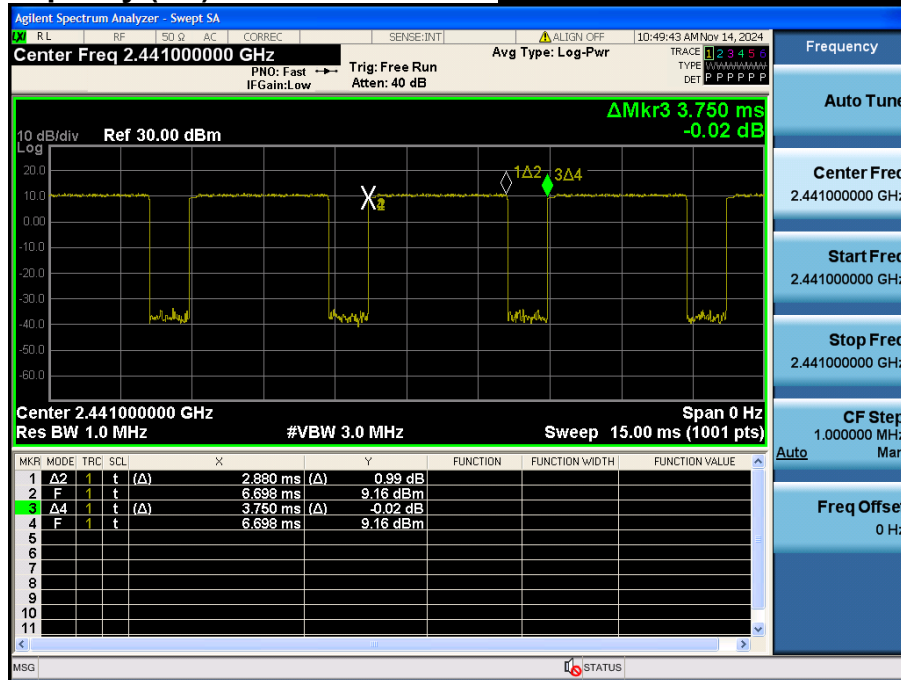 Agilent Spectrum Analyzer - Swept SA
LXI RL RF 50 Ω AC CORREC SENSE:INT ALIGN OFF 10:49:43 AM Nov 14, 2024
Center Freq 2.441000000 GHz
PNO: Fast
IFGain:Low
Trig: Free Run
Atten: 40 dB
Avg Type: Log-Pwr
TRACE 1 2 3 4 5 6
TYPE WWWWWW
DET P P P P P P
ΔMkr3 3.750 ms
-0.02 dB
10 dB/div Ref 30.00 dBm
Log
20.0
10.0
0.00
-10.0
-20.0
-30.0
-40.0
-50.0
-60.0
1Δ2
3Δ4
Center 2.441000000 GHz Span 0 Hz
Res BW 1.0 MHz #VBW 3.0 MHz Sweep 15.00 ms (1001 pts)
MKR MODE TRC SCL X Y FUNCTION FUNCTION WIDTH FUNCTION VALUE
1 Δ2 1 t (Δ) 2.880 ms (Δ) 0.99 dB
2 F 1 t 6.698 ms 9.16 dBm
3 Δ4 1 t (Δ) 3.750 ms (Δ) -0.02 dB
4 F 1 t 6.698 ms 9.16 dBm
5
6
7
8
9
10
11
MSG STATUS
Frequency
Auto Tune
Center Freq
2.441000000 GHz
Start Freq
2.441000000 GHz
Stop Freq
2.441000000 GHz
CF Step
1.000000 MHz
Auto Man
Freq Offset
0 Hz